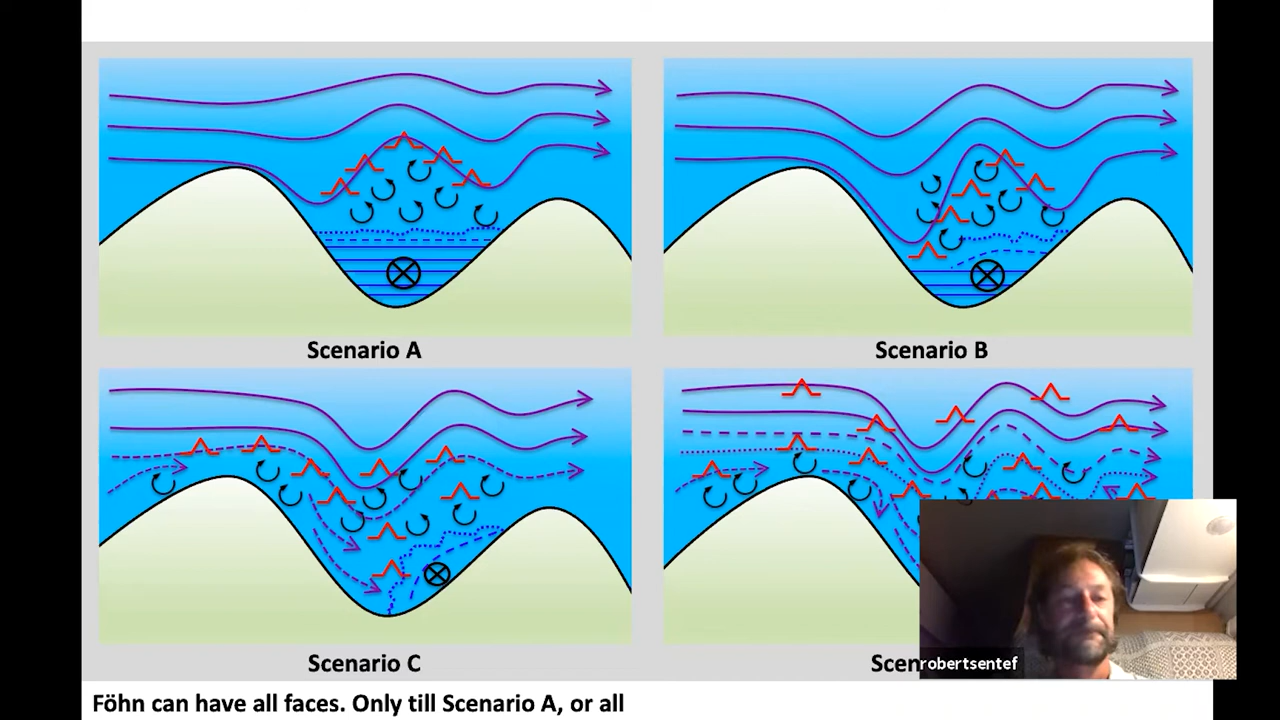 Scenario A
Scenario B
Scenario C
Scen
robertsentef
Föhn can have all faces. Only till Scenario A, or all